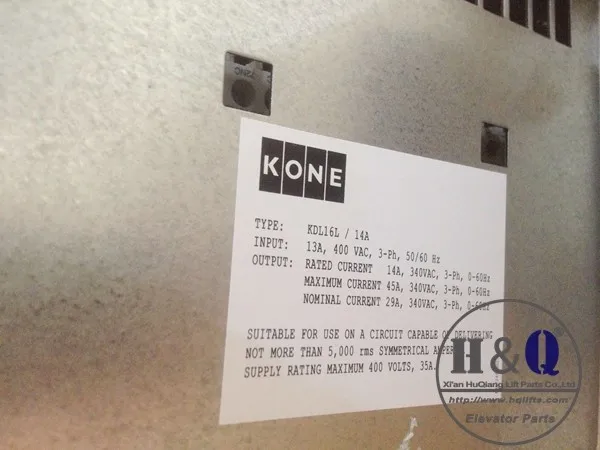 KONE
TYPE: KDL16L / 14A
INPUT: 13A, 400 VAC, 3-Ph, 50/60 Hz
OUTPUT: RATED CURRENT 14A, 340VAC, 3-Ph, 0-60Hz
MAXIMUM CURRENT 45A, 340VAC, 3-Ph, 0-60Hz
NOMINAL CURRENT 29A, 340VAC, 3-Ph, 0-60Hz
SUITABLE FOR USE ON A CIRCUIT CAPABLE OF DELIVERING
NOT MORE THAN 5,000 rms SYMMETRICAL
SUPPLY RATING MAXIMUM 400 VOLTS, 35A.
H&Q
Xi'an HuQiang Lift Parts Co.,Ltd
http://www.hqlifts.com/
Elevator Parts